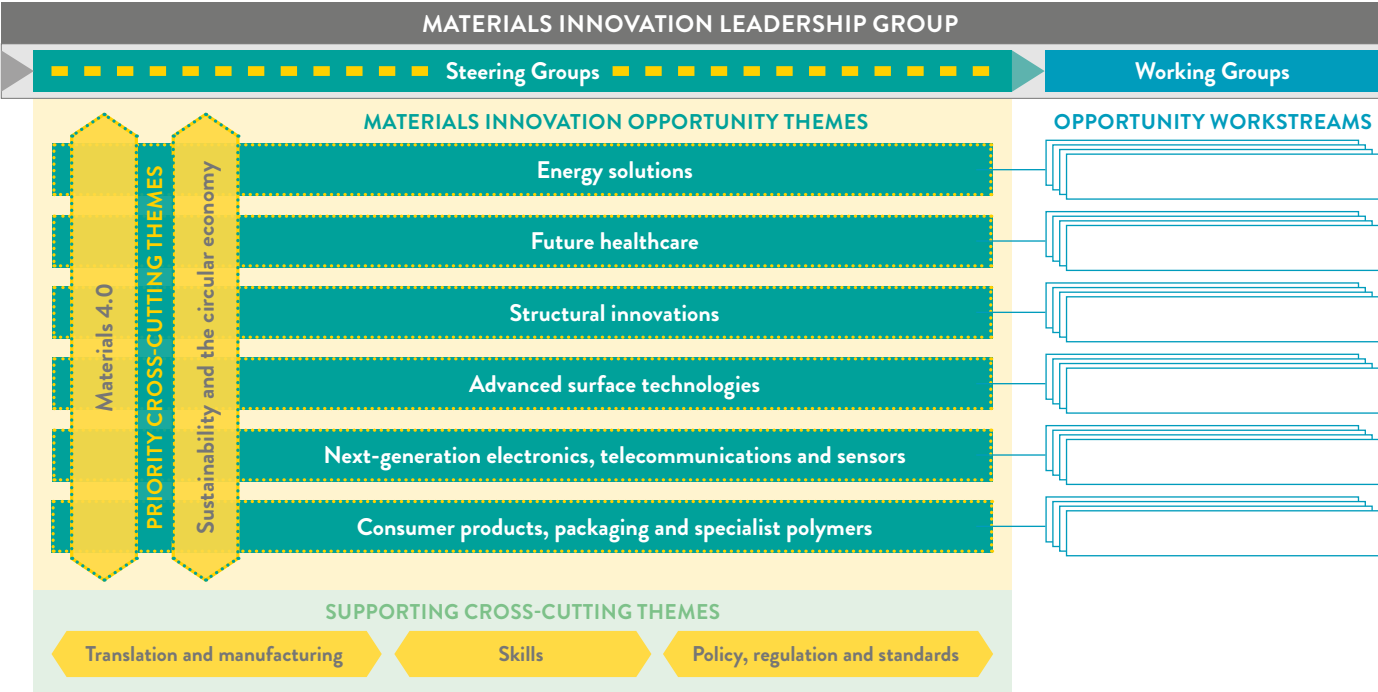 MATERIALS INNOVATION LEADERSHIP GROUP
Steering Groups
Working Groups
MATERIALS INNOVATION OPPORTUNITY THEMES
OPPORTUNITY WORKSTREAMS
Materials 4.0
PRIORITY CROSS-CUTTING THEMES
Sustainability and the circular economy
Energy solutions
Future healthcare
Structural innovations
Advanced surface technologies
Next-generation electronics, telecommunications and sensors
Consumer products, packaging and specialist polymers
SUPPORTING CROSS-CUTTING THEMES
Translation and manufacturing
Skills
Policy, regulation and standards